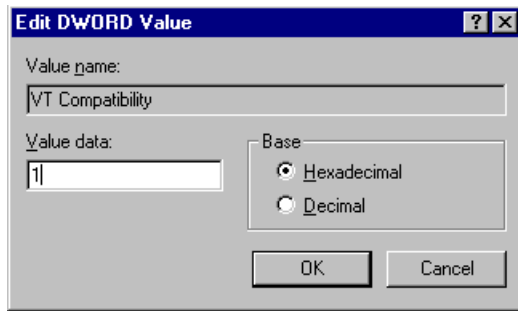 Edit DWORD Value
Value name:
VT Compatibility
Value data:
1
Base
Hexadecimal
Decimal
OK
Cancel